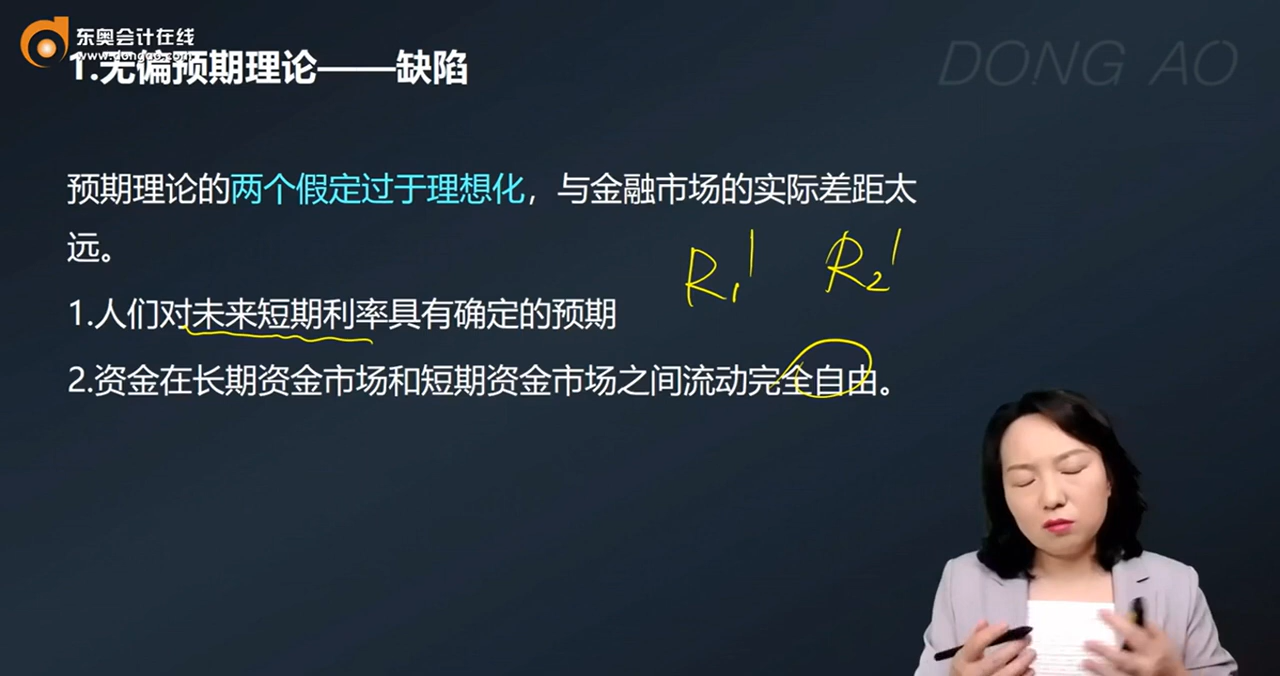 东奥会计在线
www.dongao.com
DONG AO
1.无偏预期理论——缺陷
预期理论的两个假定过于理想化，与金融市场的实际差距太
远。
R₁' R₂'
1.人们对未来短期利率具有确定的预期
2.资金在长期资金市场和短期资金市场之间流动完全自由。